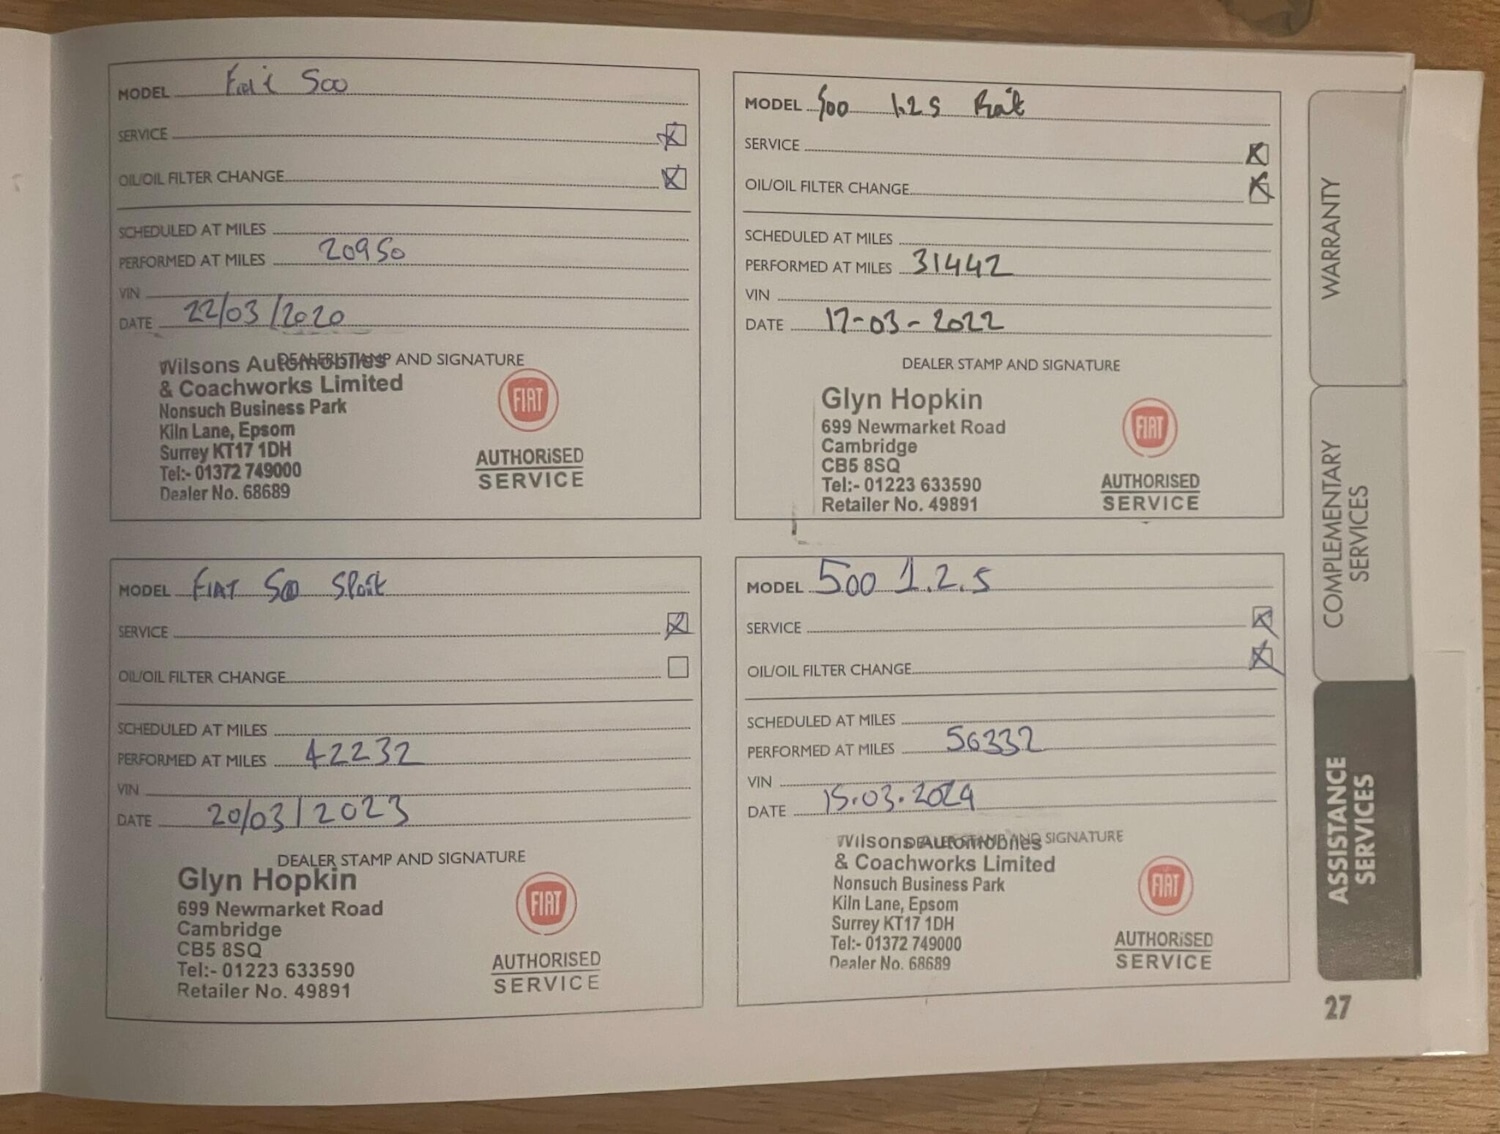 MODEL Fiat 500
SERVICE
OIL/OIL FILTER CHANGE
SCHEDULED AT MILES
PERFORMED AT MILES 20950
VIN
DATE 22/03/2020
DEALER STAMP AND SIGNATURE
Wilsons Automobiles
& Coachworks Limited
Nonsuch Business Park
Kiln Lane, Epsom
Surrey KT17 1DH
Tel:- 01372 749000
Dealer No. 68689
FIAT
AUTHORiSED
SERVICE
MODEL 500 1.2 S
SERVICE
OIL/OIL FILTER CHANGE
SCHEDULED AT MILES
PERFORMED AT MILES 31442
VIN
DATE 17-03-2022
DEALER STAMP AND SIGNATURE
Glyn Hopkin
699 Newmarket Road
Cambridge
CB5 8SQ
Tel:- 01223 633590
Retailer No. 49891
FIAT
AUTHORISED
SERVICE
MODEL FIAT 500 Sport
SERVICE
OIL/OIL FILTER CHANGE
SCHEDULED AT MILES
PERFORMED AT MILES 42232
VIN
DATE 20/03/2023
DEALER STAMP AND SIGNATURE
Glyn Hopkin
699 Newmarket Road
Cambridge
CB5 8SQ
Tel:- 01223 633590
Retailer No. 49891
FIAT
AUTHORISED
SERVICE
MODEL 500 1.2.S
SERVICE
OIL/OIL FILTER CHANGE
SCHEDULED AT MILES
PERFORMED AT MILES 56332
VIN
DATE 15.03.2024
DEALER STAMP AND SIGNATURE
Wilsons Automobiles
& Coachworks Limited
Nonsuch Business Park
Kiln Lane, Epsom
Surrey KT17 1DH
Tel:- 01372 749000
Dealer No. 68689
FIAT
AUTHORiSED
SERVICE
WARRANTY
COMPLEMENTARY
SERVICES
ASSISTANCE
SERVICES
27